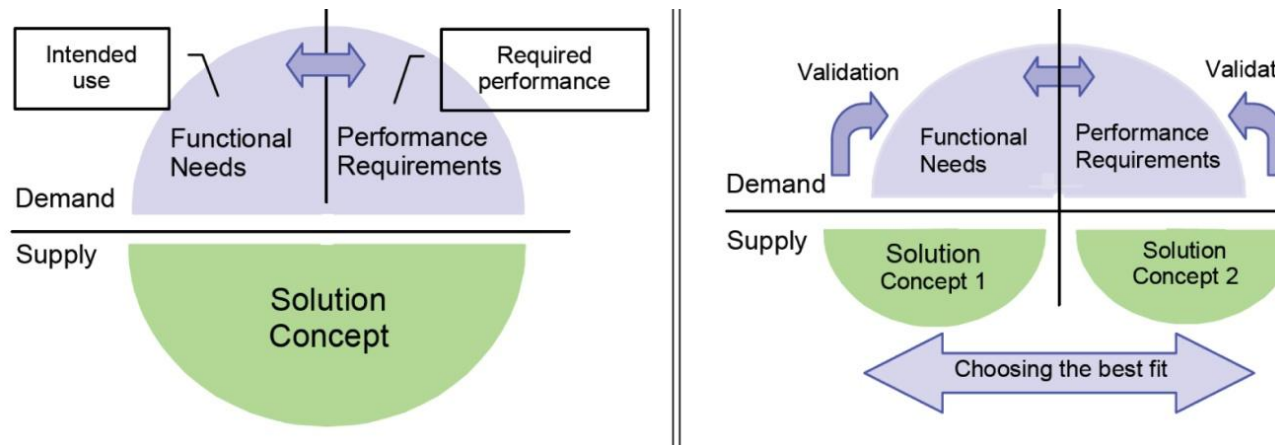 Intended
use
Required
performance
Functional
Needs
Performance
Requirements
Demand
Supply
Solution
Concept
Validation
Validat
Functional
Needs
Performance
Requirements
Demand
Supply
Solution
Concept 1
Solution
Concept 2
Choosing the best fit